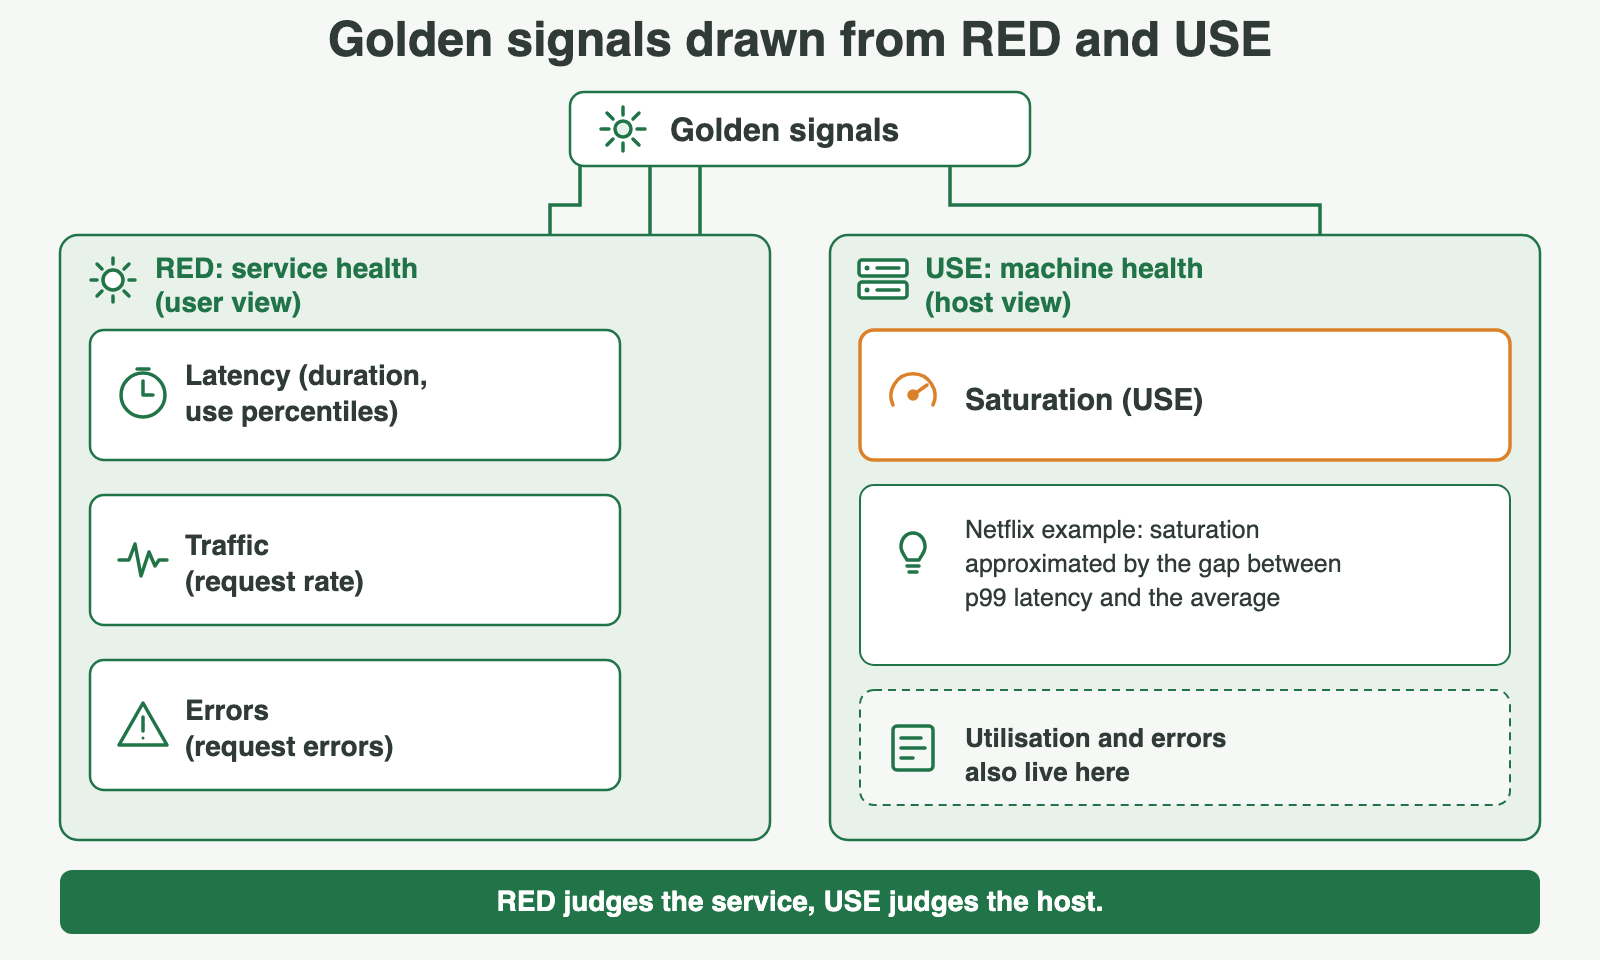 Golden signals drawn from RED and USE
Golden signals
RED: service health
(user view)
Latency (duration,
use percentiles)
Traffic
(request rate)
Errors
(request errors)
USE: machine health
(host view)
Saturation (USE)
Netflix example: saturation
approximated by the gap between
p99 latency and the average
Utilisation and errors
also live here
RED judges the service, USE judges the host.